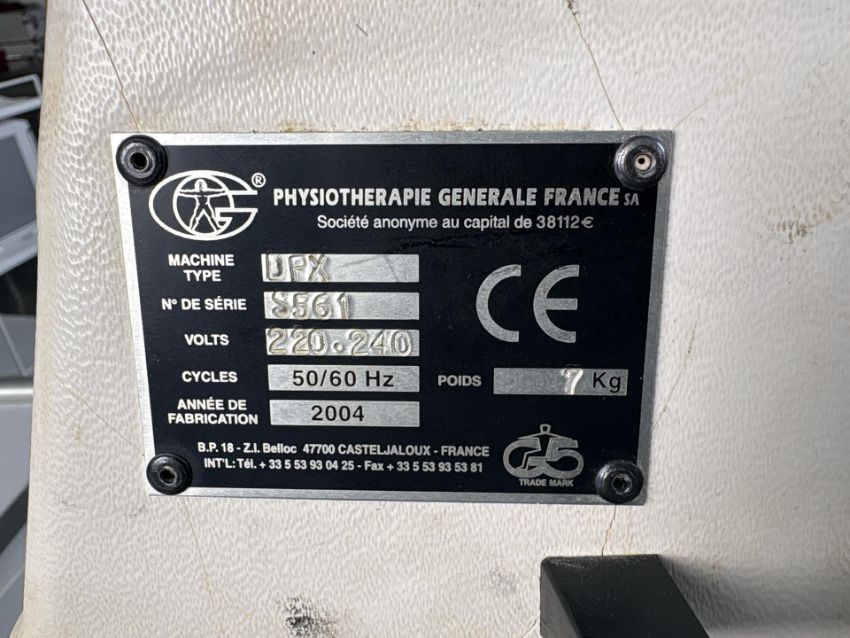 ®
PHYSIOTHERAPIE GENERALE FRANCE SA
Société anonyme au capital de 38112 €
MACHINE TYPE DPX
N° DE SÉRIE S561
VOLTS 220.240
CYCLES 50/60 Hz
POIDS 7 Kg
ANNÉE DE FABRICATION 2004
B.P. 18 - Z.I. Belloc 47700 CASTELJALOUX - FRANCE
INT'L: Tél. + 33 5 53 93 04 25 - Fax + 33 5 53 93 53 81
CE
G5
TRADE MARK